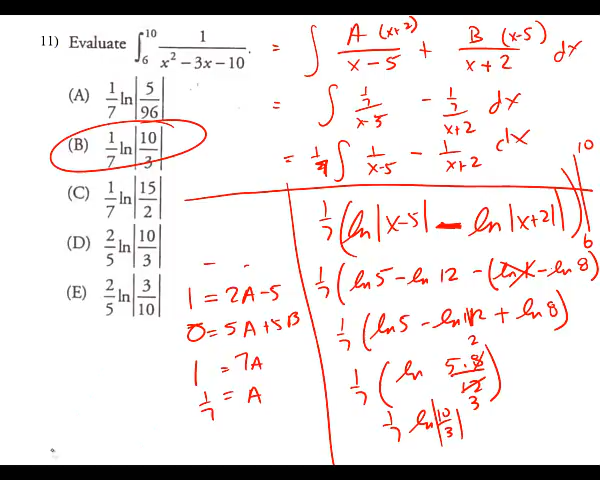 11) Evaluate ∫₆¹⁰ 1/(x² − 3x − 10). = ∫ A (x+2)/(x−5) + B (x−5)/(x+2) dx
(A) 1/7 ln |5/96|
= ∫ 1/7/(x−5) − 1/7/(x+2) dx
(B) 1/7 ln |10/3|
= 1/7 ∫ 1/(x−5) − 1/(x+2) dx
(C) 1/7 ln |15/2|
(D) 2/5 ln |10/3|
(E) 2/5 ln |3/10|
1 = 2A − 5
0 = 5A + 5B
1 = 7A
1/7 = A
1/7 (ln|x−5| − ln|x+2|) |₆¹⁰
1/7 (ln 5 − ln 12 − (ln 1 − ln 8)
1/7 (ln 5 − ln 12 + ln 8)
1/7 (ln 5·8/12) 2 3
1/7 ln |10/3|